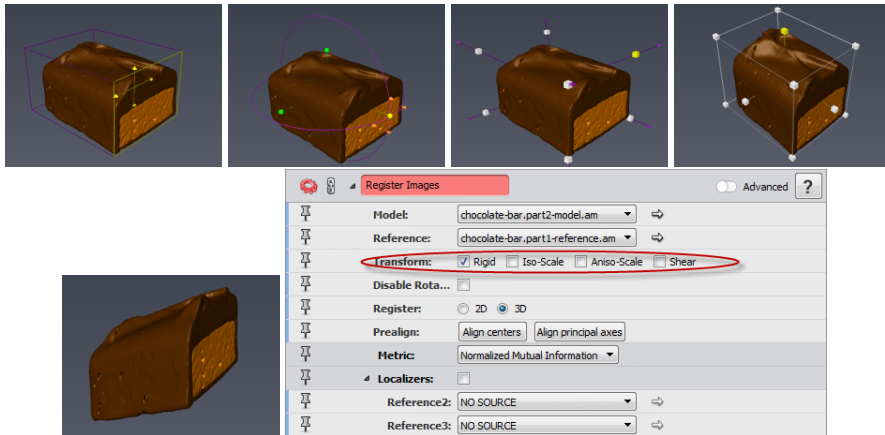 Register Images
Advanced ?
Model: chocolate-bar.part2-model.am
Reference: chocolate-bar.part1-reference.am
Transform: Rigid Iso-Scale Aniso-Scale Shear
Disable Rota...
Register: 2D 3D
Prealign: Align centers Align principal axes
Metric: Normalized Mutual Information
Localizers:
Reference2: NO SOURCE
Reference3: NO SOURCE